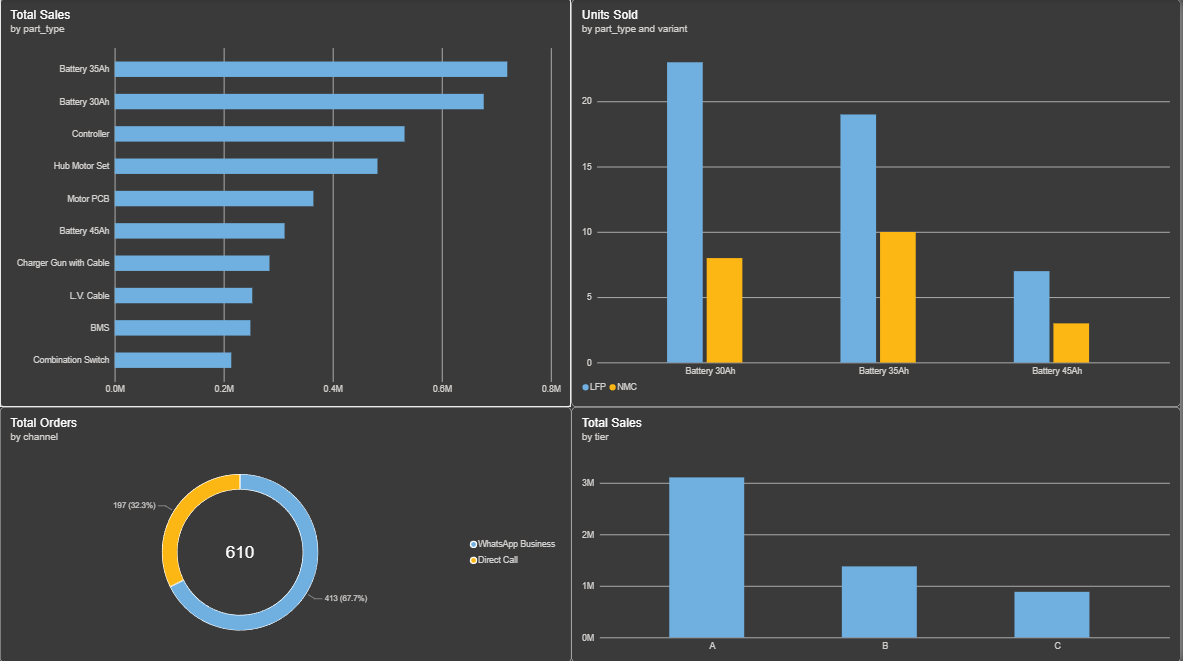 Total Sales
by part_type
Battery 35Ah
Battery 30Ah
Controller
Hub Motor Set
Motor PCB
Battery 45Ah
Charger Gun with Cable
L.V. Cable
BMS
Combination Switch
0.0M 0.2M 0.4M 0.6M 0.8M
Units Sold
by part_type and variant
20
15
10
5
0
Battery 30Ah Battery 35Ah Battery 45Ah
LFP NMC
Total Orders
by channel
197 (32.3%)
610
413 (67.7%)
WhatsApp Business
Direct Call
Total Sales
by tier
3M
2M
1M
0M
A B C